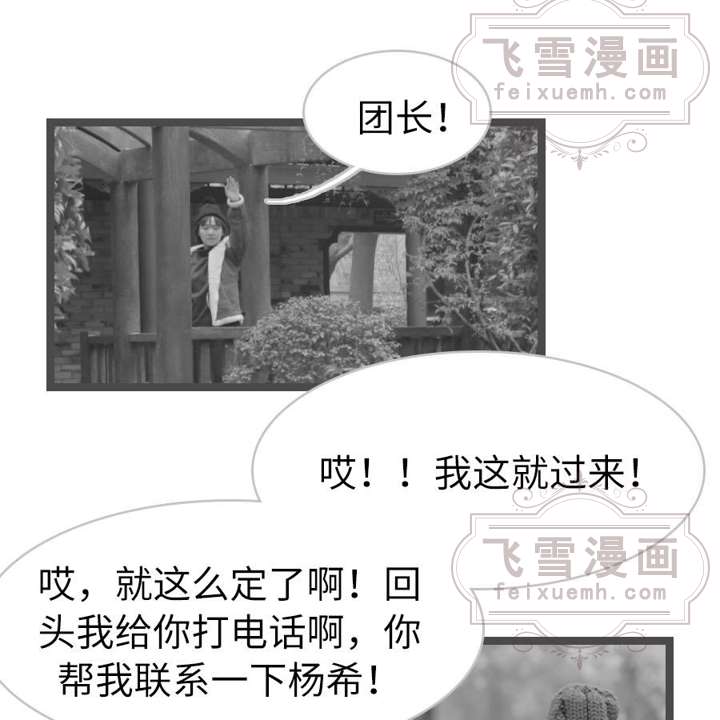 飞雪漫画
feixuemh.com
团长！
哎！！我这就过来！
飞雪漫画
feixuemh.com
哎，就这么定了啊！回
头我给你打电话啊，你
帮我联系一下杨希！